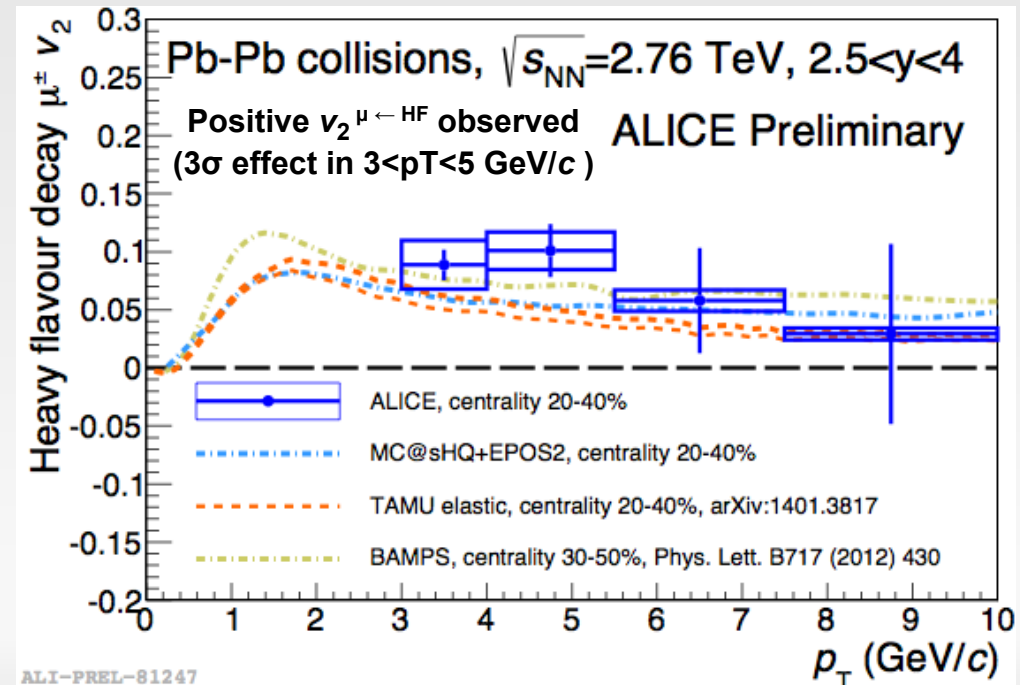 Pb-Pb collisions, √s_NN=2.76 TeV, 2.5<y<4
Positive v₂ ᵘ ← HF observed
(3σ effect in 3<pT<5 GeV/c )
ALICE Preliminary
Heavy flavour decay μ± v₂
0.3
0.25
0.2
0.15
0.1
0.05
0
-0.05
-0.1
-0.15
-0.2
ALICE, centrality 20-40%
MC@sHQ+EPOS2, centrality 20-40%
TAMU elastic, centrality 20-40%, arXiv:1401.3817
BAMPS, centrality 30-50%, Phys. Lett. B717 (2012) 430
0 1 2 3 4 5 6 7 8 9 10
p_T (GeV/c)
ALI-PREL-81247